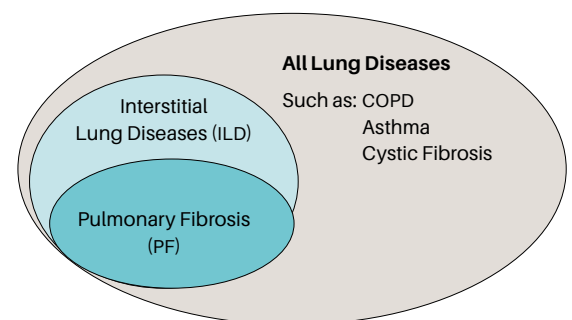 All Lung Diseases
Such as: COPD
Asthma
Cystic Fibrosis
Interstitial
Lung Diseases (ILD)
Pulmonary Fibrosis
(PF)